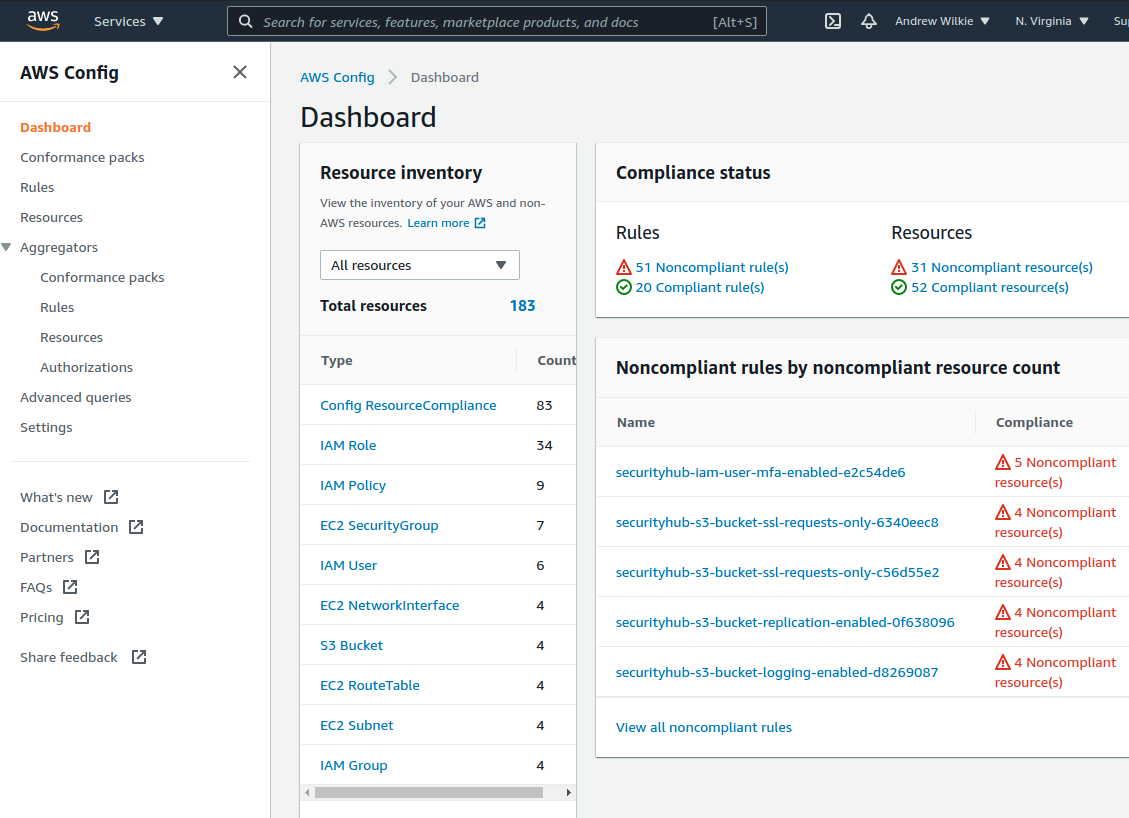 aws
Services
Search for services, features, marketplace products, and docs
[Alt+S]
Andrew Wilkie
N. Virginia
AWS Config
Dashboard
Conformance packs
Rules
Resources
Aggregators
Conformance packs
Rules
Resources
Authorizations
Advanced queries
Settings
What's new
Documentation
Partners
FAQs
Pricing
Share feedback
AWS Config
Dashboard
Dashboard
Resource inventory
View the inventory of your AWS and non-
AWS resources. Learn more
All resources
Total resources 183
Type Count
Config ResourceCompliance 83
IAM Role 34
IAM Policy 9
EC2 SecurityGroup 7
IAM User 6
EC2 NetworkInterface 4
S3 Bucket 4
EC2 RouteTable 4
EC2 Subnet 4
IAM Group 4
Compliance status
Rules
51 Noncompliant rule(s)
20 Compliant rule(s)
Resources
31 Noncompliant resource(s)
52 Compliant resource(s)
Noncompliant rules by noncompliant resource count
Name Compliance
securityhub-iam-user-mfa-enabled-e2c54de6
5 Noncompliant
resource(s)
securityhub-s3-bucket-ssl-requests-only-6340eec8
4 Noncompliant
resource(s)
securityhub-s3-bucket-ssl-requests-only-c56d55e2
4 Noncompliant
resource(s)
securityhub-s3-bucket-replication-enabled-0f638096
4 Noncompliant
resource(s)
securityhub-s3-bucket-logging-enabled-d8269087
4 Noncompliant
resource(s)
View all noncompliant rules